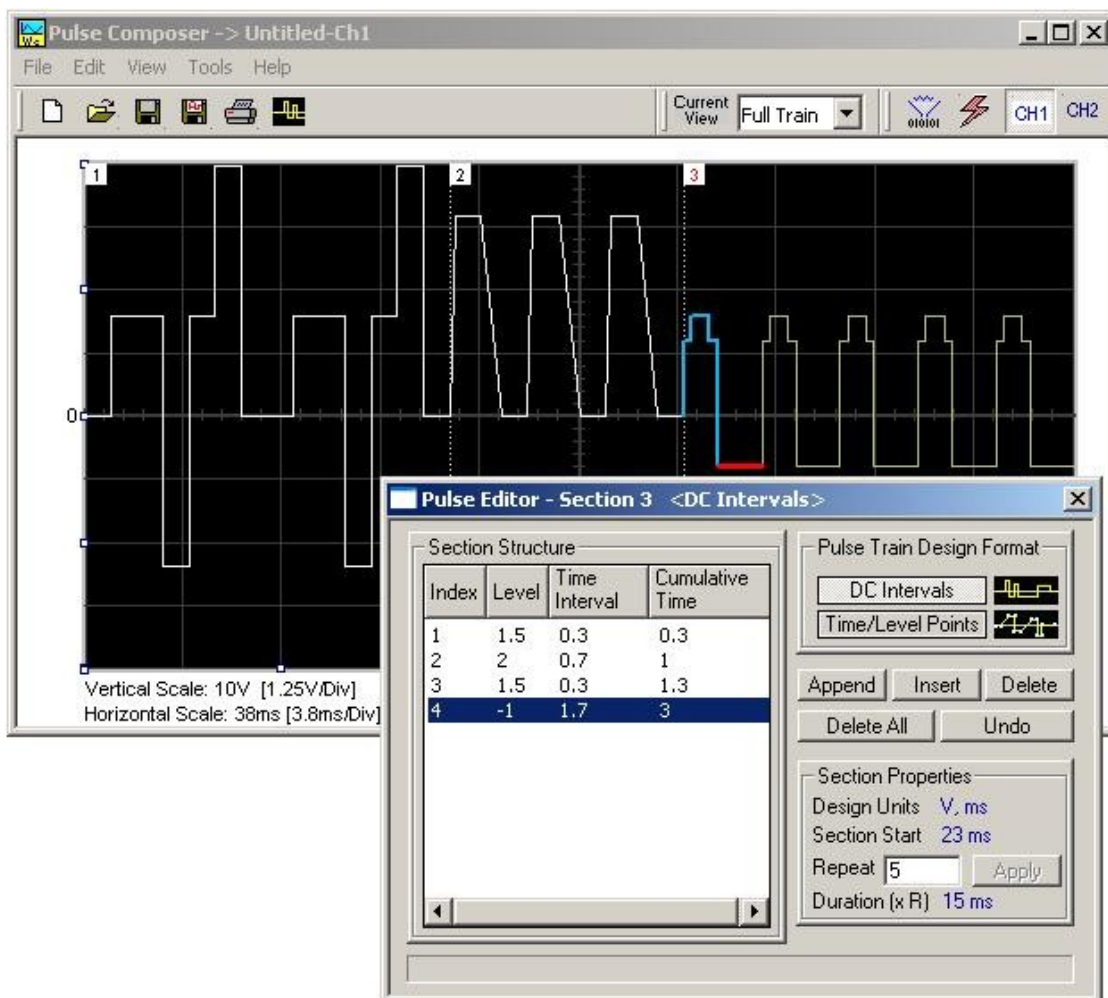 Pulse Composer -> Untitled-Ch1
File Edit View Tools Help
Current View Full Train CH1 CH2
1 2 3
0
Vertical Scale: 10V [1.25V/Div]
Horizontal Scale: 38ms [3.8ms/Div]
Pulse Editor - Section 3 <DC Intervals>
Section Structure
Index Level Time Interval Cumulative Time
1 1.5 0.3 0.3
2 2 0.7 1
3 1.5 0.3 1.3
4 -1 1.7 3
Pulse Train Design Format
DC Intervals
Time/Level Points
Append Insert Delete
Delete All Undo
Section Properties
Design Units V, ms
Section Start 23 ms
Repeat 5 Apply
Duration (x R) 15 ms